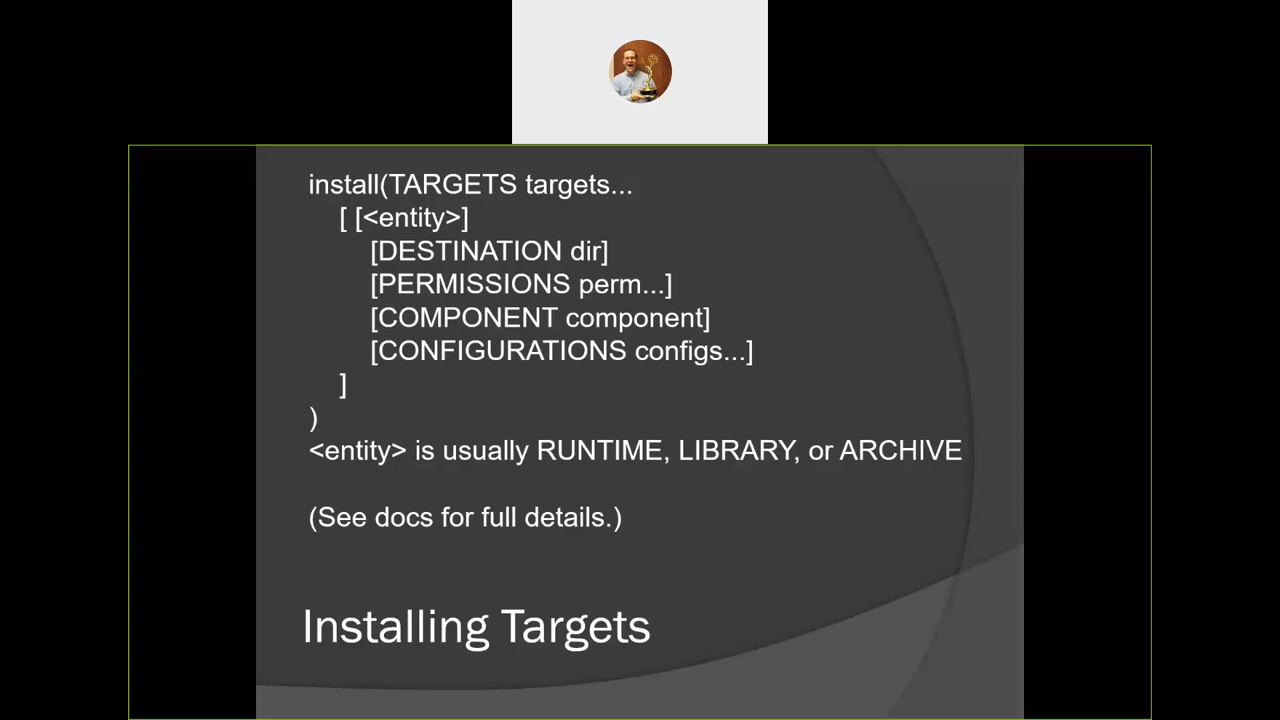 install(TARGETS targets...
[ [<entity>]
[DESTINATION dir]
[PERMISSIONS perm...]
[COMPONENT component]
[CONFIGURATIONS configs...]
]
)
<entity> is usually RUNTIME, LIBRARY, or ARCHIVE
(See docs for full details.)
Installing Targets